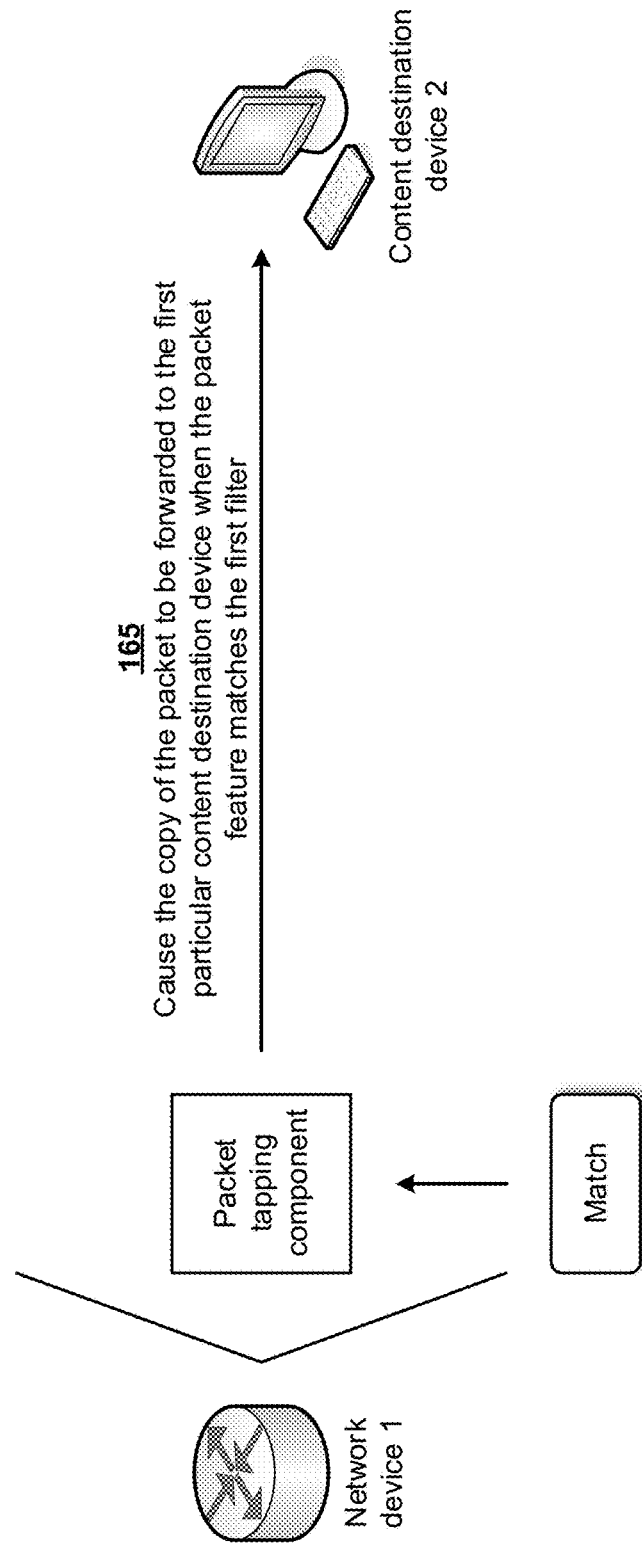 165
Cause the copy of the packet to be forwarded to the first
particular content destination device when the packet
feature matches the first filter
Network
device 1
Packet
tapping
component
Content destination
device 2
Match